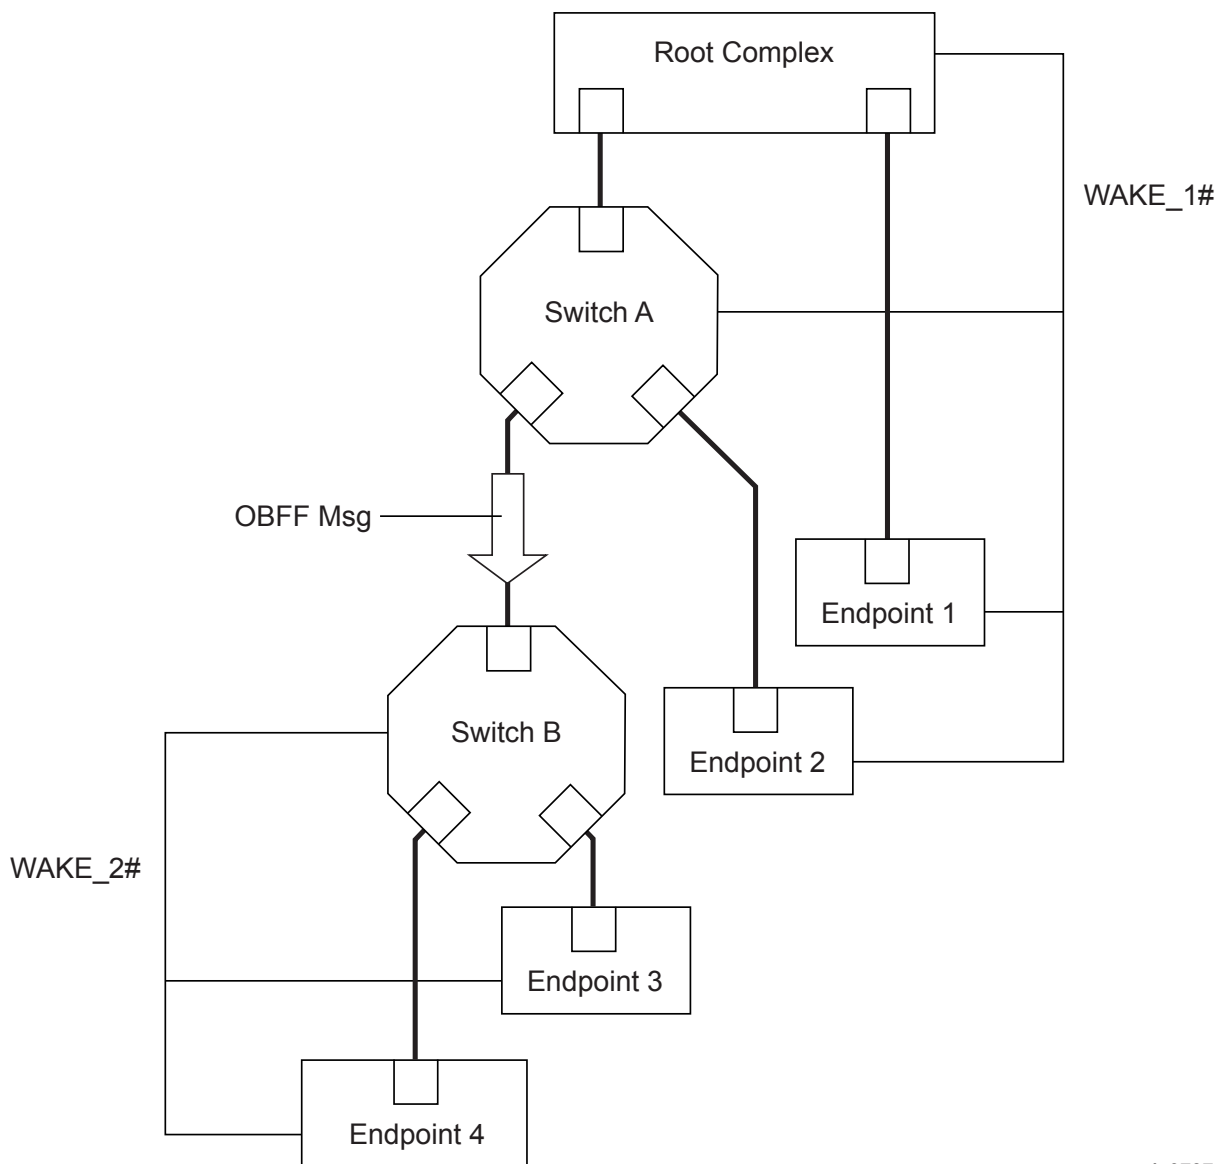 Root Complex
WAKE_1#
Switch A
OBFF Msg
Endpoint 1
Switch B
Endpoint 2
WAKE_2#
Endpoint 3
Endpoint 4